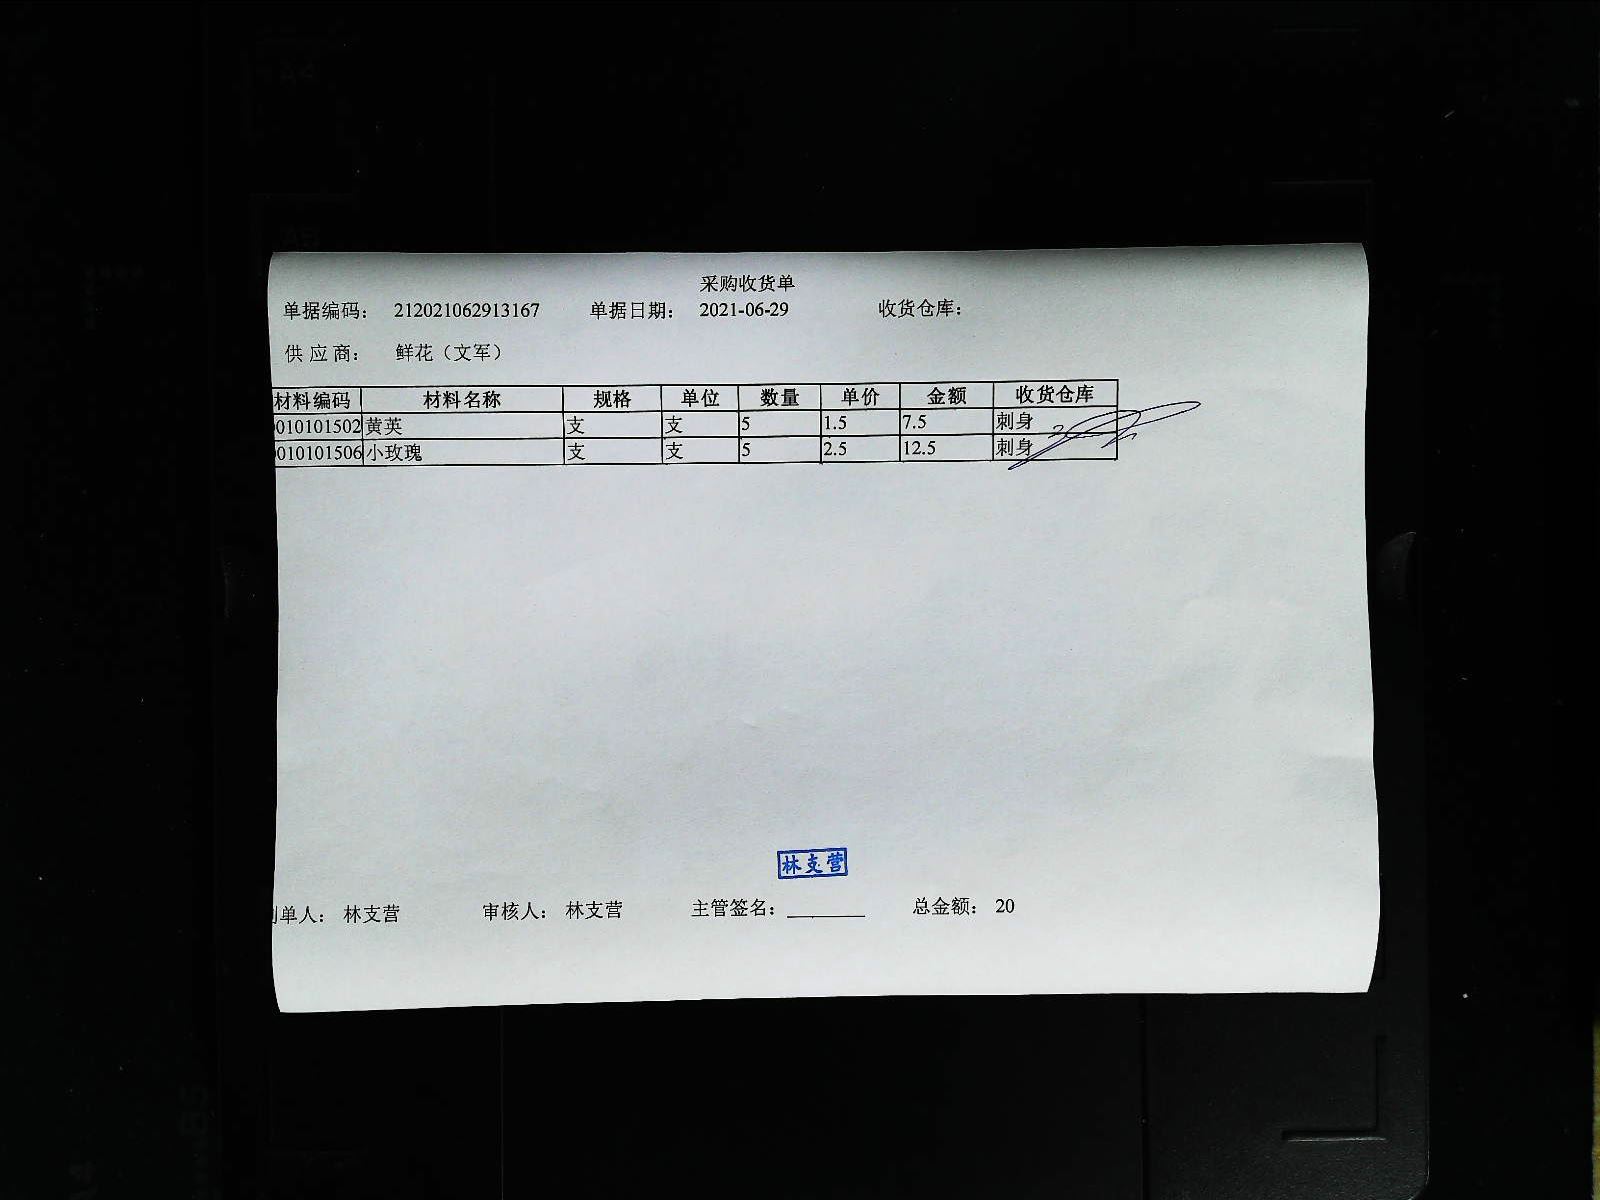 采购收货单
单据编码： 212021062913167 单据日期： 2021-06-29 收货仓库：
供 应 商： 鲜花（文军）
材料编码 材料名称 规格 单位 数量 单价 金额 收货仓库
010101502 黄英 支 支 5 1.5 7.5 刺身
010101506 小玫瑰 支 支 5 2.5 12.5 刺身
林支营
单人： 林支营 审核人： 林支营 主管签名： 总金额： 20